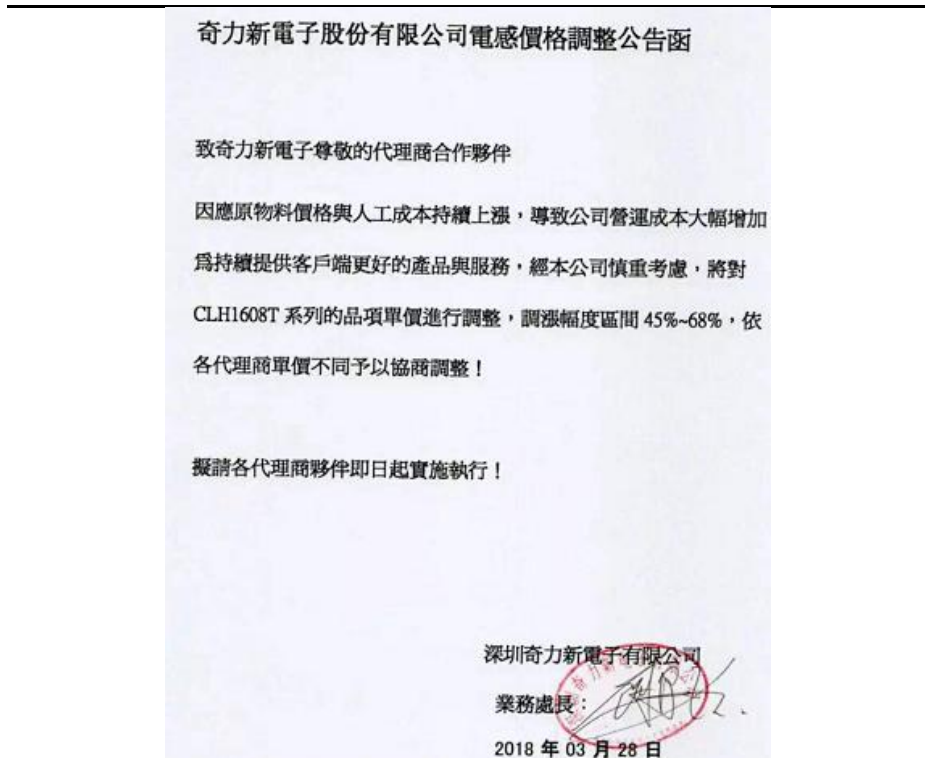 奇力新電子股份有限公司電感價格調整公告函
致奇力新電子尊敬的代理商合作夥伴
因應原物料價格與人工成本持續上漲，導致公司營運成本大幅增加
爲持續提供客戶端更好的產品與服務，經本公司慎重考慮，將對
CLH1608T 系列的品項單價進行調整，調漲幅度區間 45%~68%，依
各代理商單價不同予以協商調整！
擬請各代理商夥伴即日起實施執行！
深圳奇力新電子有限公司
業務處長：
2018 年 03 月 28 日